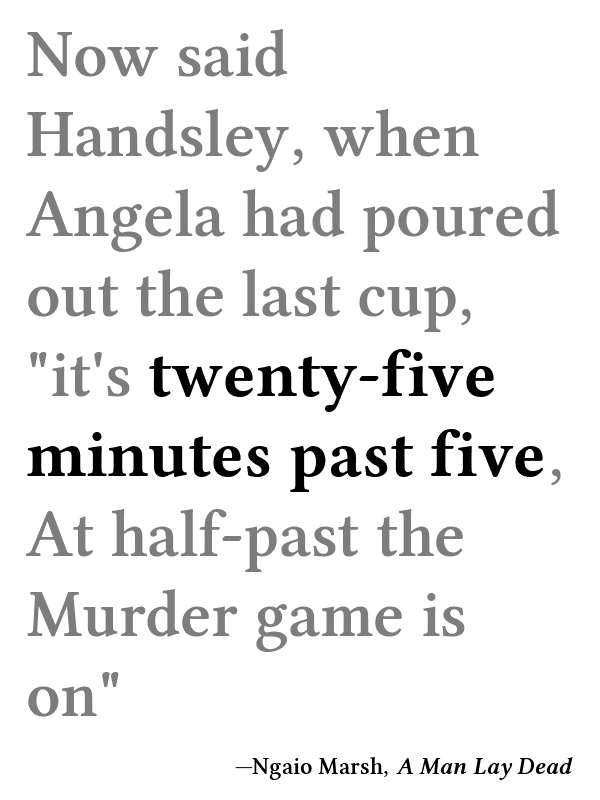 Now said
Handsley, when
Angela had poured
out the last cup,
"it's twenty-five
minutes past five,
At half-past the
Murder game is
on"
—Ngaio Marsh, A Man Lay Dead